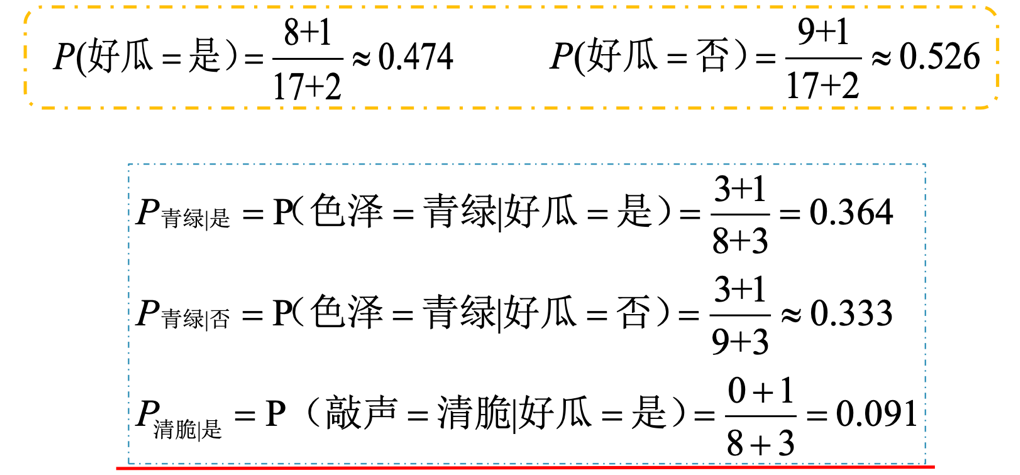 P(好瓜＝是)＝(8+1)/(17+2)≈0.474 P(好瓜＝否)＝(9+1)/(17+2)≈0.526
P青绿|是＝P(色泽＝青绿|好瓜＝是)＝(3+1)/(8+3)＝0.364
P青绿|否＝P(色泽＝青绿|好瓜＝否)＝(3+1)/(9+3)≈0.333
P清脆|是＝P（敲声＝清脆|好瓜＝是)＝(0+1)/(8+3)＝0.091